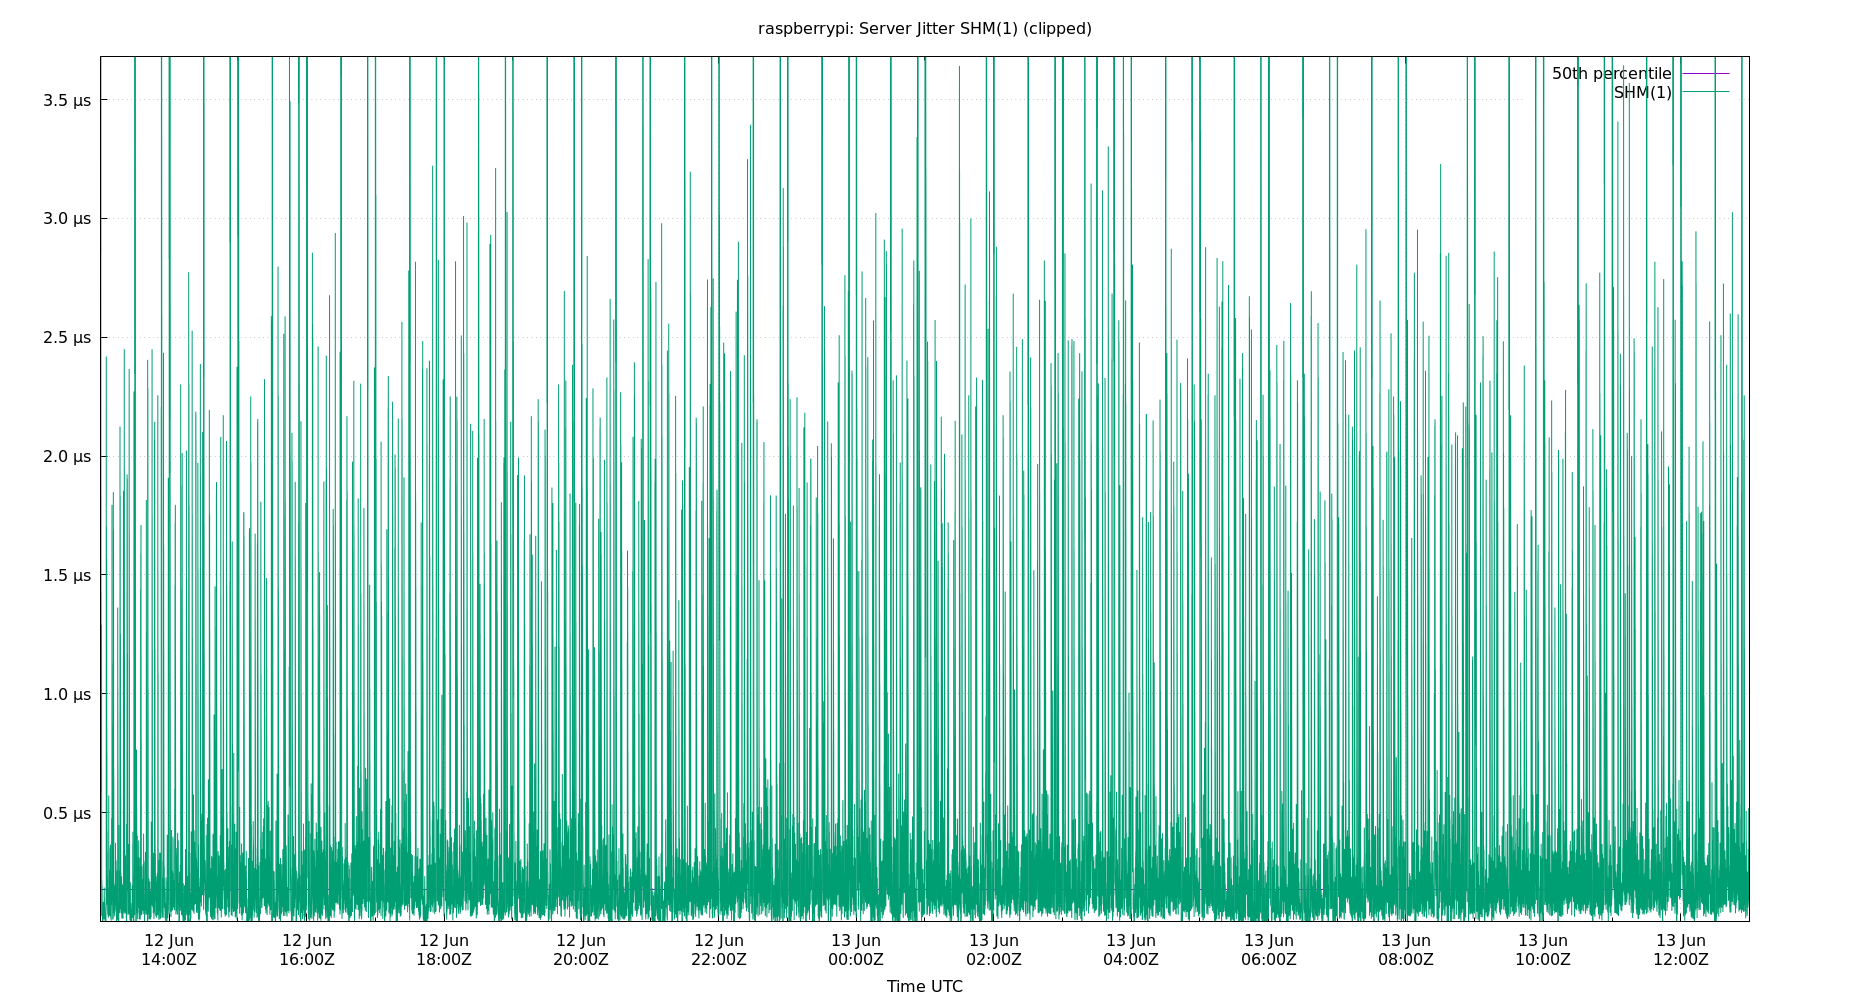 raspberrypi: Server Jitter SHM(1) (clipped)
50th percentile
SHM(1)
3.5 µs
3.0 µs
2.5 µs
2.0 µs
1.5 µs
1.0 µs
0.5 µs
12 Jun 12 Jun 12 Jun 12 Jun 12 Jun 13 Jun 13 Jun 13 Jun 13 Jun 13 Jun 13 Jun 13 Jun
14:00Z 16:00Z 18:00Z 20:00Z 22:00Z 00:00Z 02:00Z 04:00Z 06:00Z 08:00Z 10:00Z 12:00Z
Time UTC